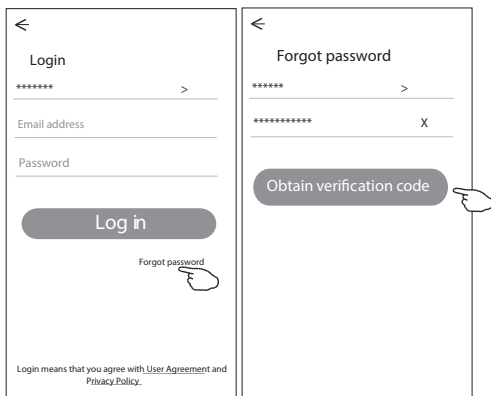 Login
******* >
Email address
Password
Log in
Forgot password
Login means that you agree with User Agreement and
Privacy Policy
Forgot password
****** >
*********** X
Obtain verification code